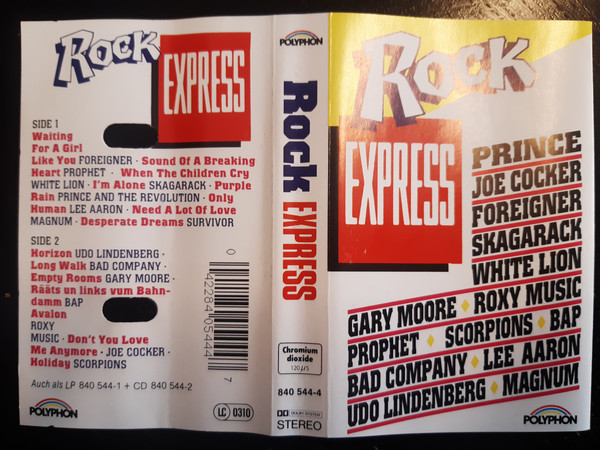 Rock
EXPRESS
SIDE 1
Waiting
For A Girl
Like You FOREIGNER · Sound Of A Breaking
Heart PROPHET · When The Children Cry
WHITE LION · I'm Alone SKAGARACK · Purple
Rain PRINCE AND THE REVOLUTION · Only
Human LEE AARON · Need A Lot Of Love
MAGNUM · Desperate Dreams SURVIVOR
SIDE 2
Horizon UDO LINDENBERG ·
Long Walk BAD COMPANY ·
Empty Rooms GARY MOORE ·
Rääts un links vum Bahn-
damm BAP
Avalon
ROXY
MUSIC · Don't You Love
Me Anymore · JOE COCKER ·
Holiday SCORPIONS
Auch als LP 840 544-1 + CD 840 544-2
POLYPHON
LC 0310
0
42284 05444
7
POLYPHON
Rock EXPRESS
Chromium
dioxide
120 µs
840 544-4
DOLBY SYSTEM
STEREO
Rock
EXPRESS
PRINCE
JOE COCKER
FOREIGNER
SKAGARACK
WHITE LION
GARY MOORE ♦ ROXY MUSIC
PROPHET ♦ SCORPIONS ♦ BAP
BAD COMPANY ♦ LEE AARON
UDO LINDENBERG ♦ MAGNUM
POLYPHON